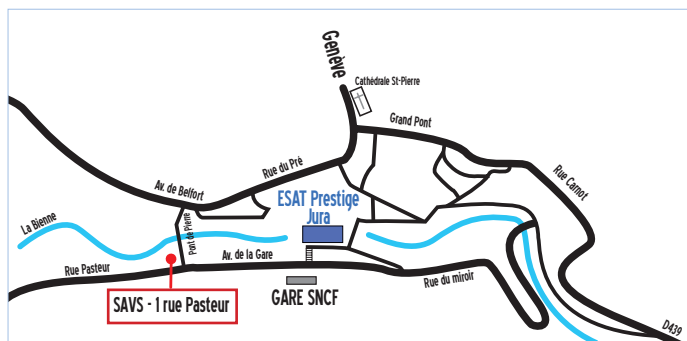 Genève
Cathédrale St-Pierre
Grand Pont
Rue du Pré
Rue Carnot
Av. de Belfort
ESAT Prestige
Jura
La Bienne
Pont de Pierre
Av. de la Gare
Rue Pasteur
Rue du miroir
SAVS - 1 rue Pasteur
GARE SNCF
D439